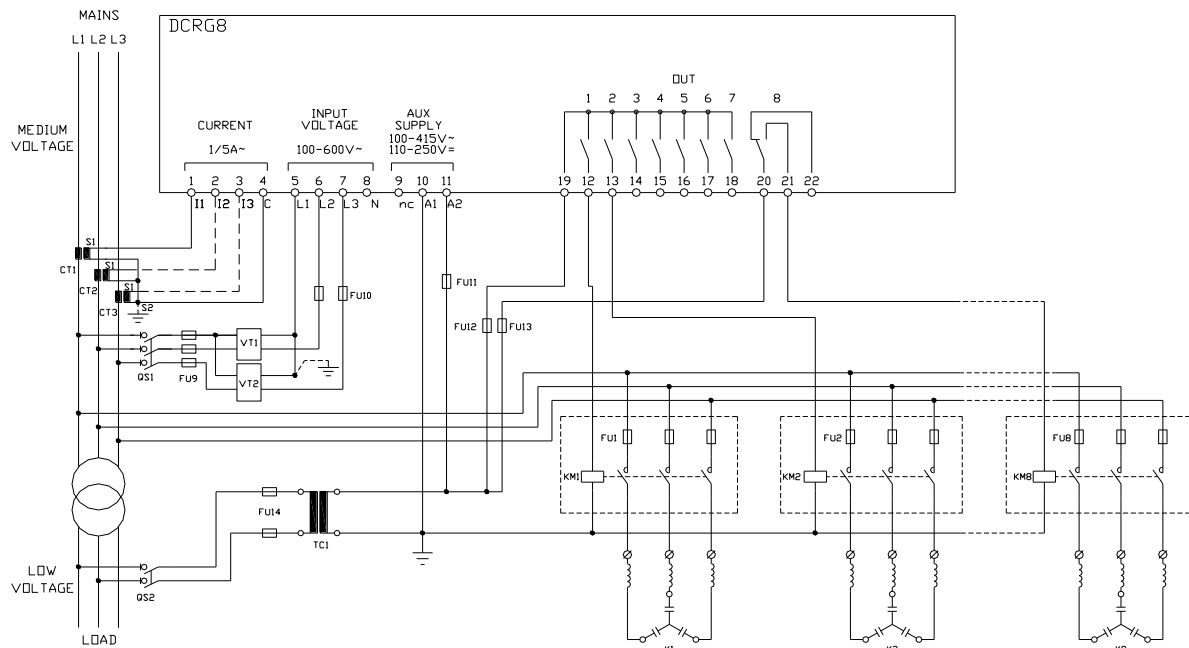 MAINS
L1 L2 L3
DCRG8
OUT
1 2 3 4 5 6 7 8
MEDIUM
VOLTAGE
CURRENT
1/5A~
INPUT
VOLTAGE
100-600V~
AUX
SUPPLY
100-415V~
110-250V=
1 2 3 4 5 6 7 8 9 10 11 19 12 13 14 15 16 17 18 20 21 22
I1 I2 I3 C L1 L2 L3 N nc A1 A2
S1
CT1
S1
CT2
S1
CT3
S2
FU10
FU11
FU12
FU13
VT1
QS1
FU9
VT2
FU1
FU2
FU8
KM1
KM2
KM8
FU14
TC1
LOW
VOLTAGE
QS2
LOAD